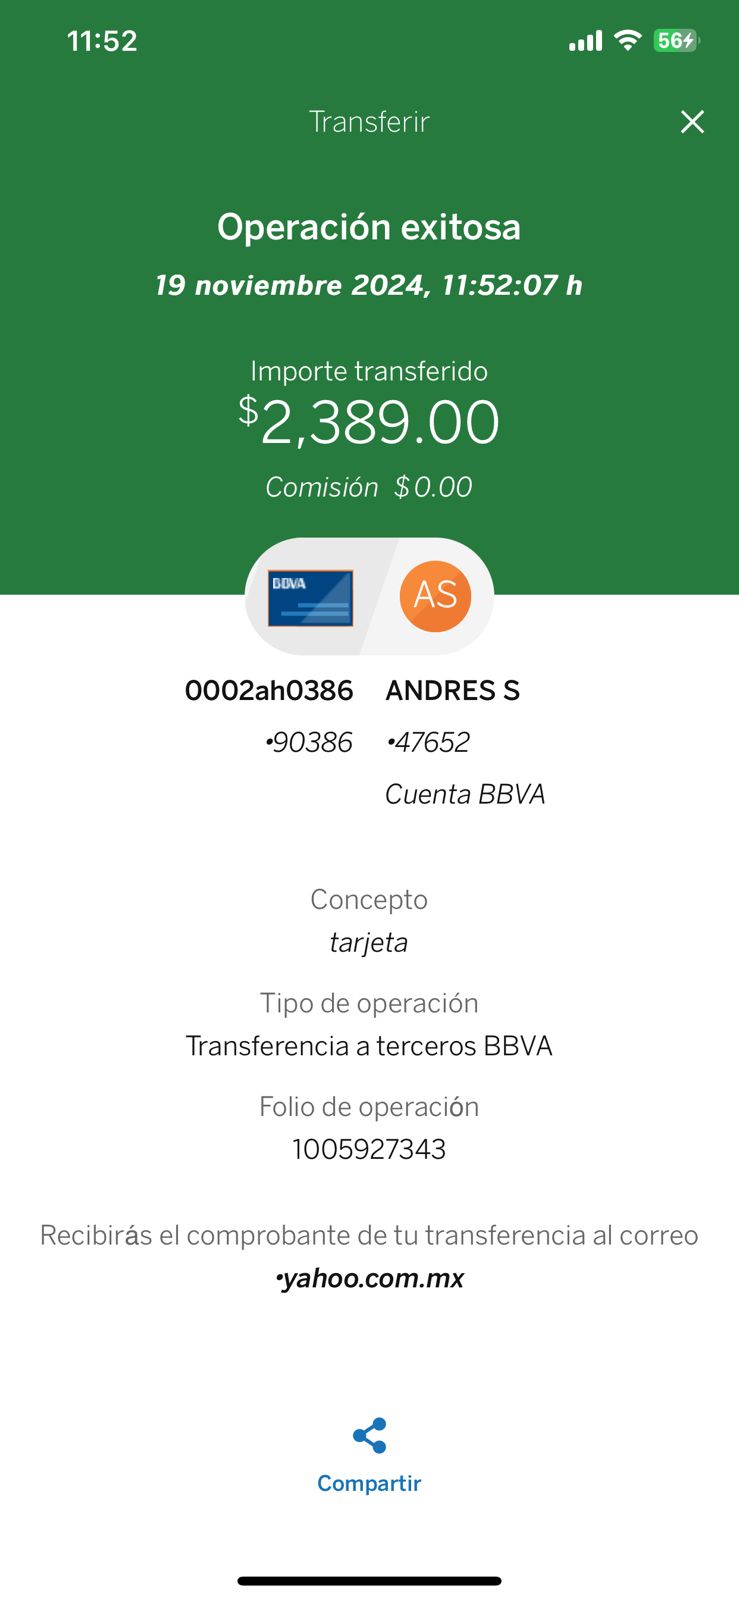 11:52
56
Transferir
Operación exitosa
19 noviembre 2024, 11:52:07 h
Importe transferido
$2,389.00
Comisión $0.00
BBVA
AS
0002ah0386 ANDRES S
•90386 •47652
Cuenta BBVA
Concepto
tarjeta
Tipo de operación
Transferencia a terceros BBVA
Folio de operación
1005927343
Recibirás el comprobante de tu transferencia al correo
•yahoo.com.mx
Compartir